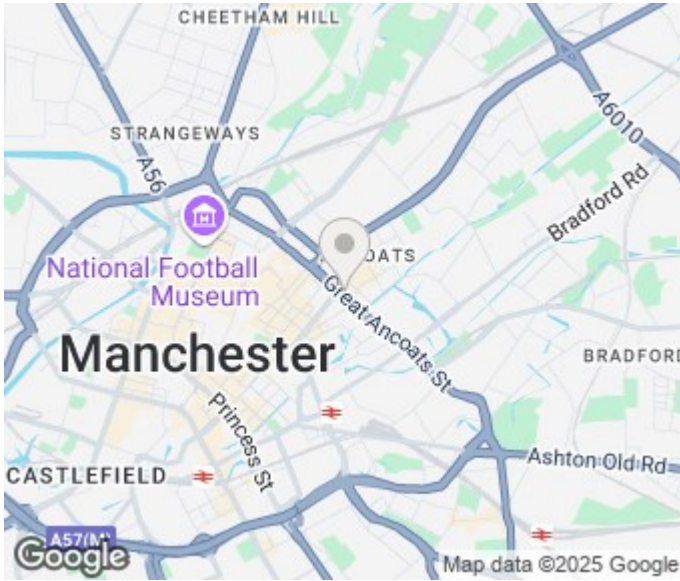 CHEETHAM HILL
STRANGEWAYS
A56
A6010
Bradford Rd
National Football
Museum
Great Ancoats St
Manchester
BRADFORD
Princess St
CASTLEFIELD
Ashton Old Rd
A57(M)
Google
Map data ©2025 Google